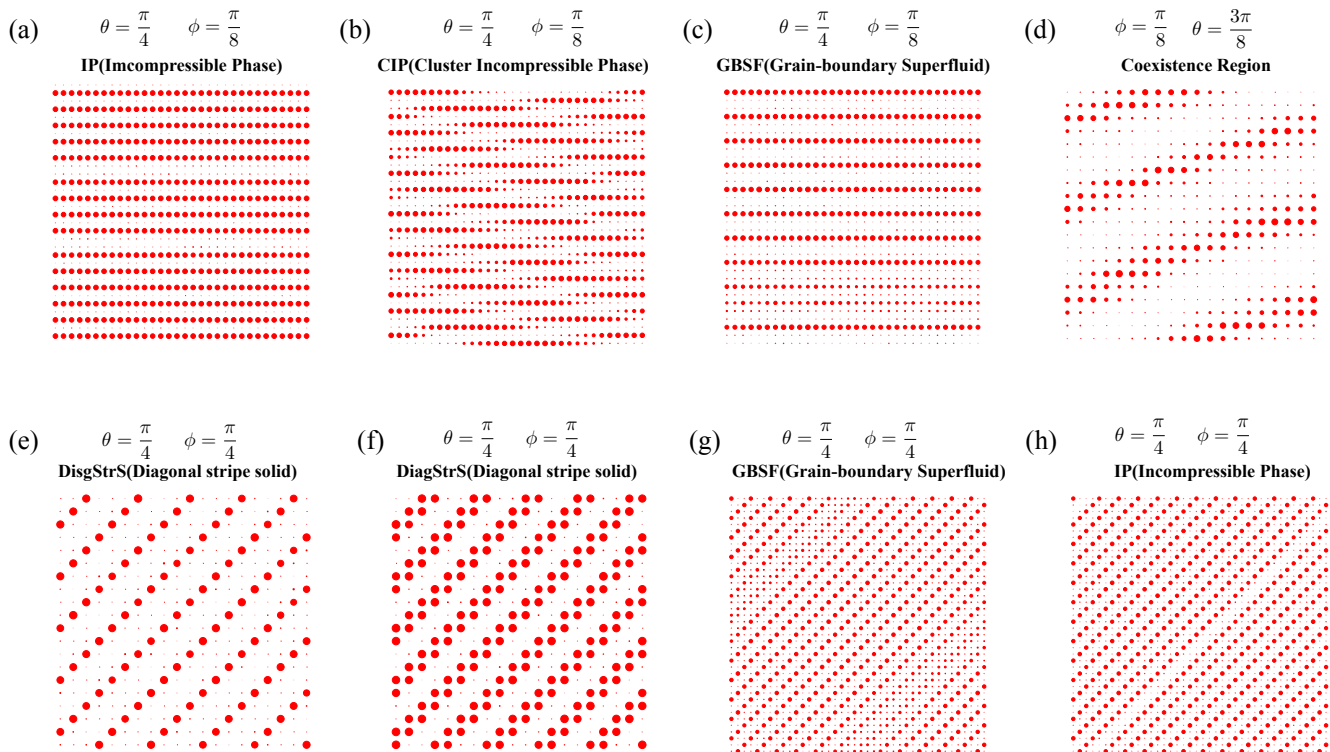 (a) θ = π/4 ϕ = π/8
IP(Imcompressible Phase)
(b) θ = π/4 ϕ = π/8
CIP(Cluster Incompressible Phase)
(c) θ = π/4 ϕ = π/8
GBSF(Grain-boundary Superfluid)
(d) ϕ = π/8 θ = 3π/8
Coexistence Region
(e) θ = π/4 ϕ = π/4
DisgStrS(Diagonal stripe solid)
(f) θ = π/4 ϕ = π/4
DiagStrS(Diagonal stripe solid)
(g) θ = π/4 ϕ = π/4
GBSF(Grain-boundary Superfluid)
(h) θ = π/4 ϕ = π/4
IP(Incompressible Phase)